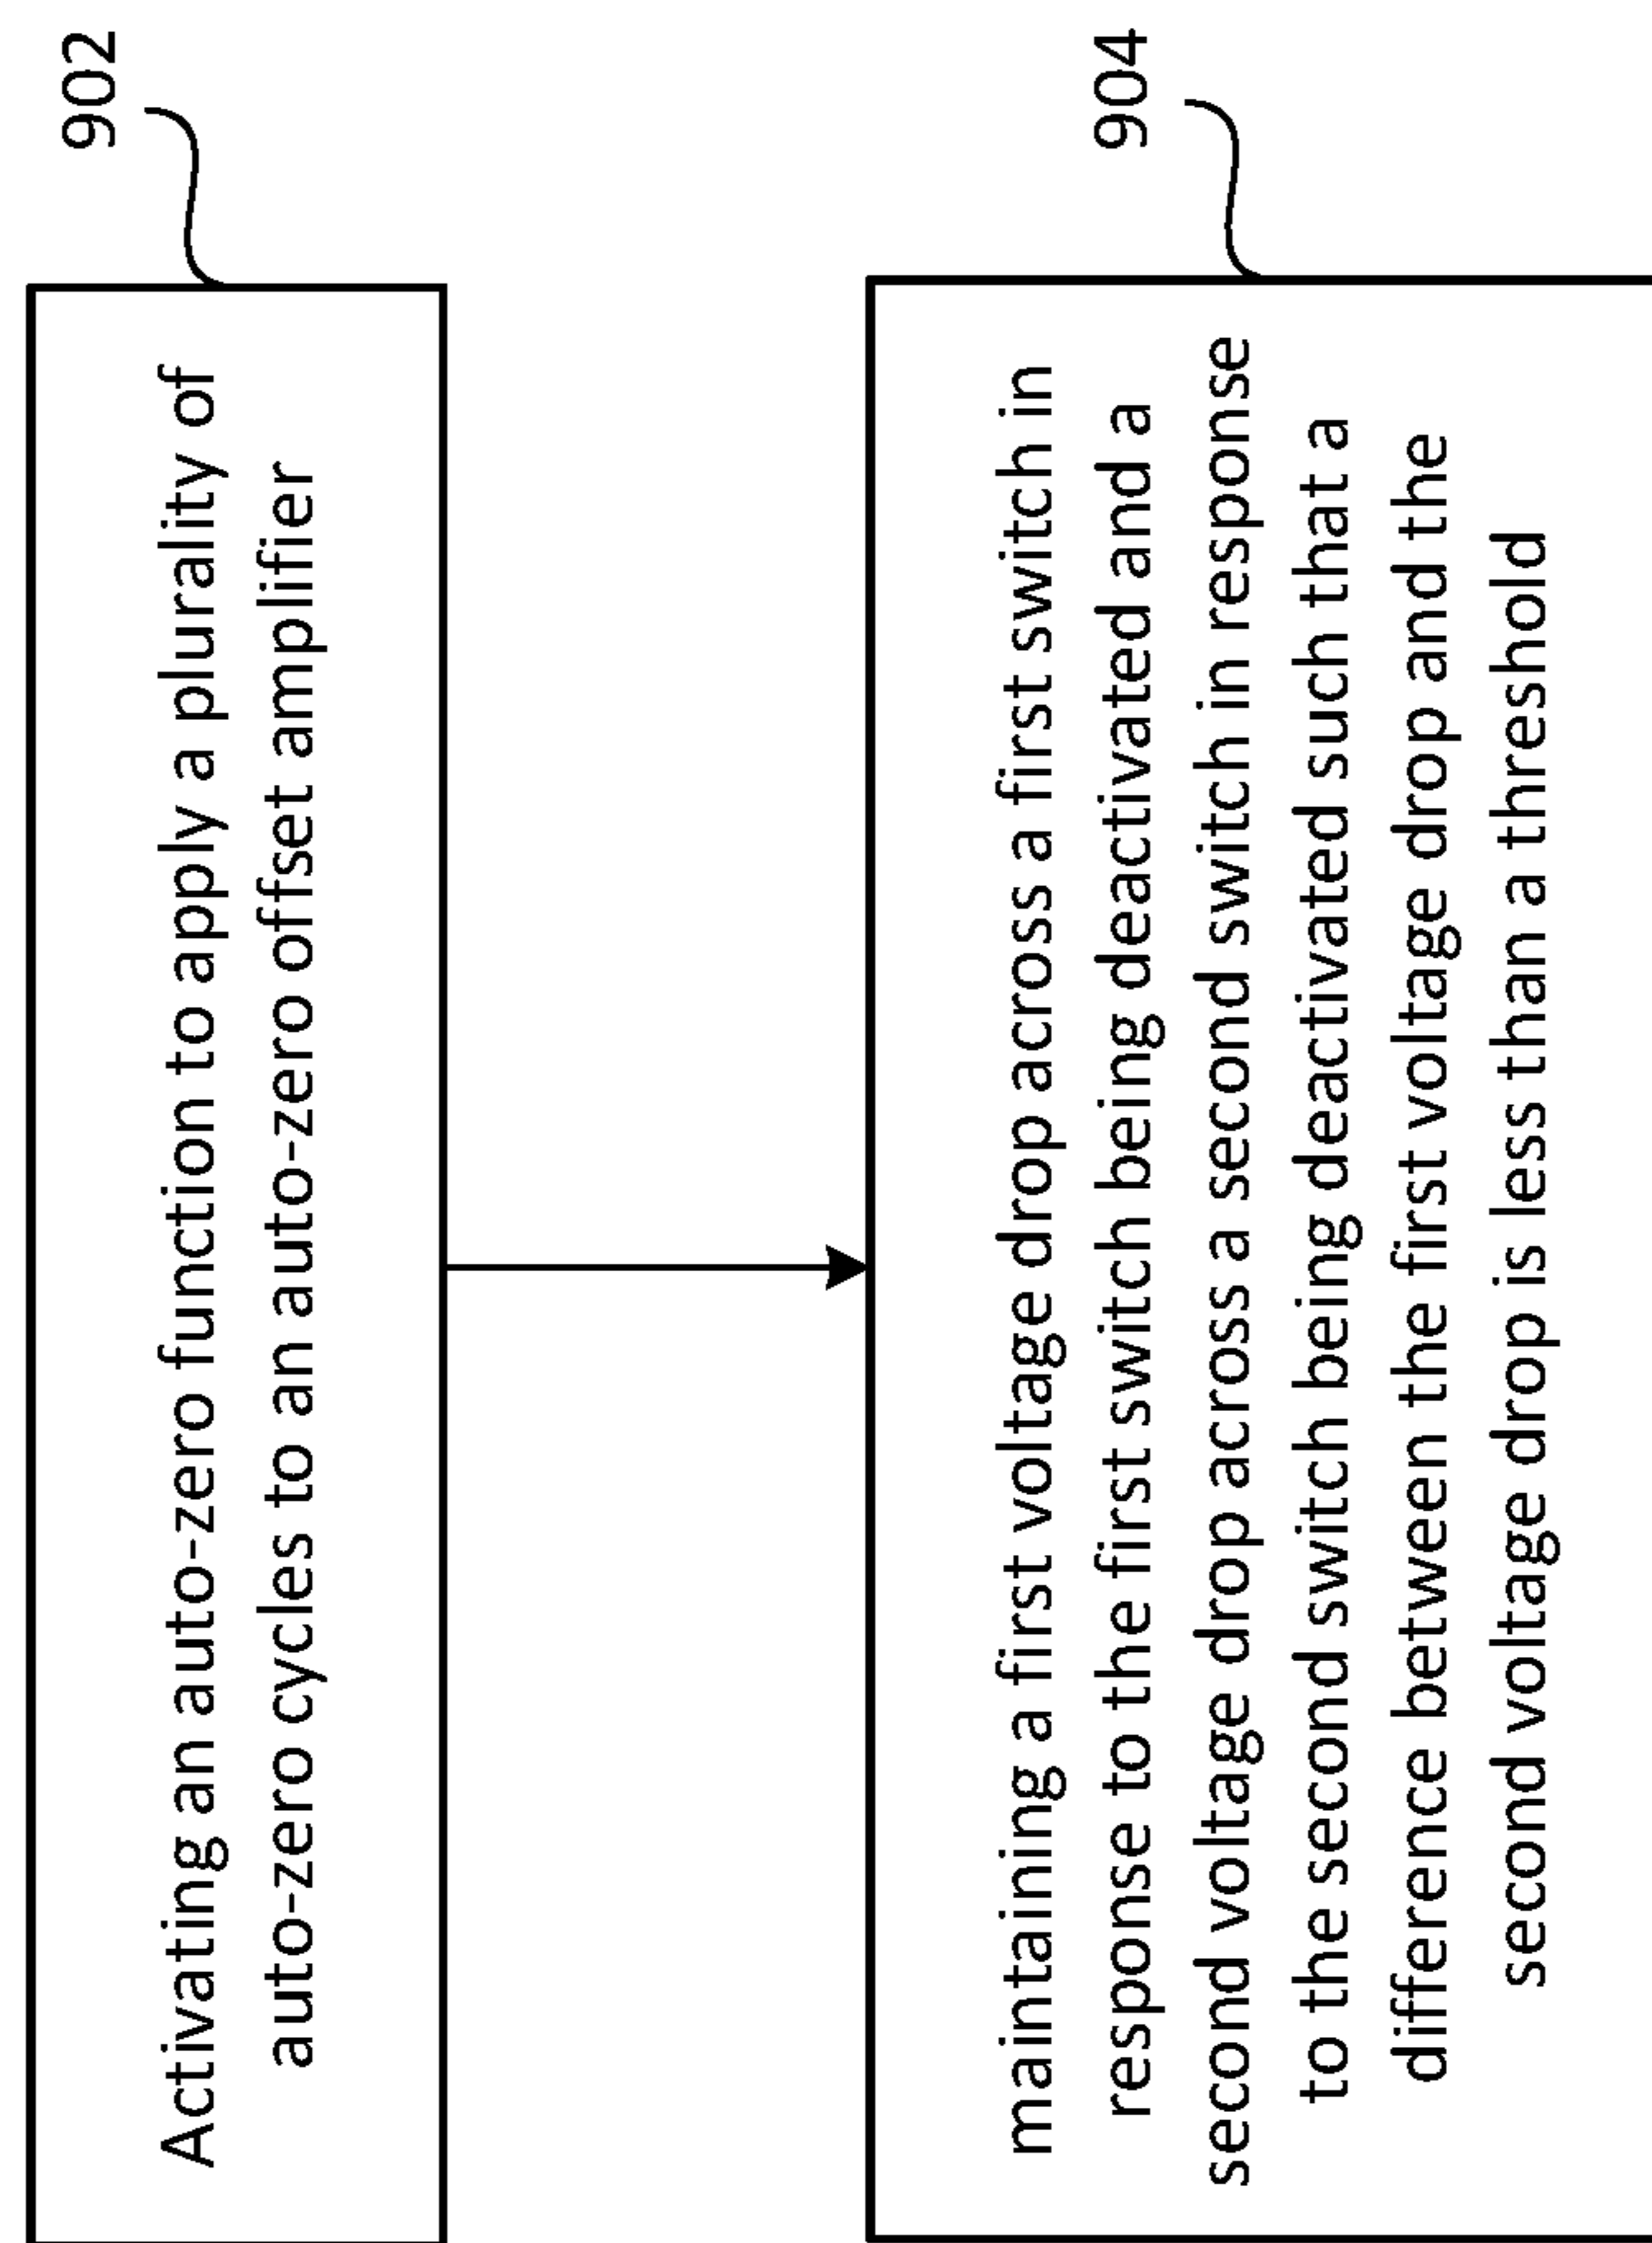 902
Activating an auto-zero function to apply a plurality of
auto-zero cycles to an auto-zero offset amplifier
904
maintaining a first voltage drop across a first switch in
response to the first switch being deactivated and a
second voltage drop across a second switch in response
to the second switch being deactivated such that a
difference between the first voltage drop and the
second voltage drop is less than a threshold